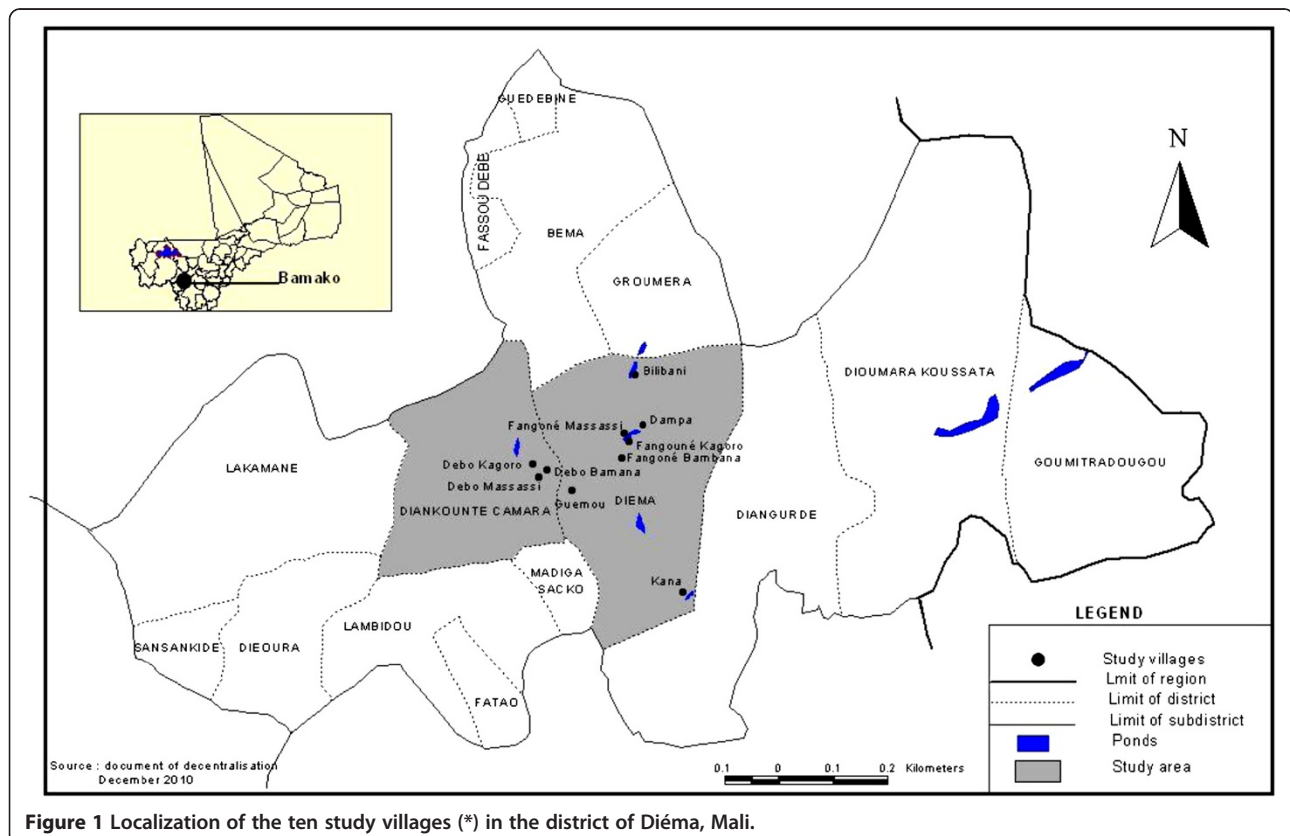 GUEDEBINE
FASSOU DEBE
BEMA
GROUMERA
N
Bamako
Bilibani
DIOUMARA KOUSSATA
Dampa
Fangoné Massassi
Fangouné Kagoro
Fangoné Bambana
GOUMITRADOUGOU
LAKAMANE
Debo Kagoro
Debo Bamana
Debo Massassi
Guemou
DIEMA
DIANKOUNTE CAMARA
DIANGURDE
MADIGA
SACKO
Kana
LAMBIDOU
SANSANKIDE
DIEOURA
FATAO
LEGEND
Study villages
Lmit of region
Limit of district
Limit of subdistrict
Ponds
Study area
Source : document of decentralisation
December 2010
0.1 0 0.1 0.2 Kilometers
Figure 1 Localization of the ten study villages (*) in the district of Diéma, Mali.